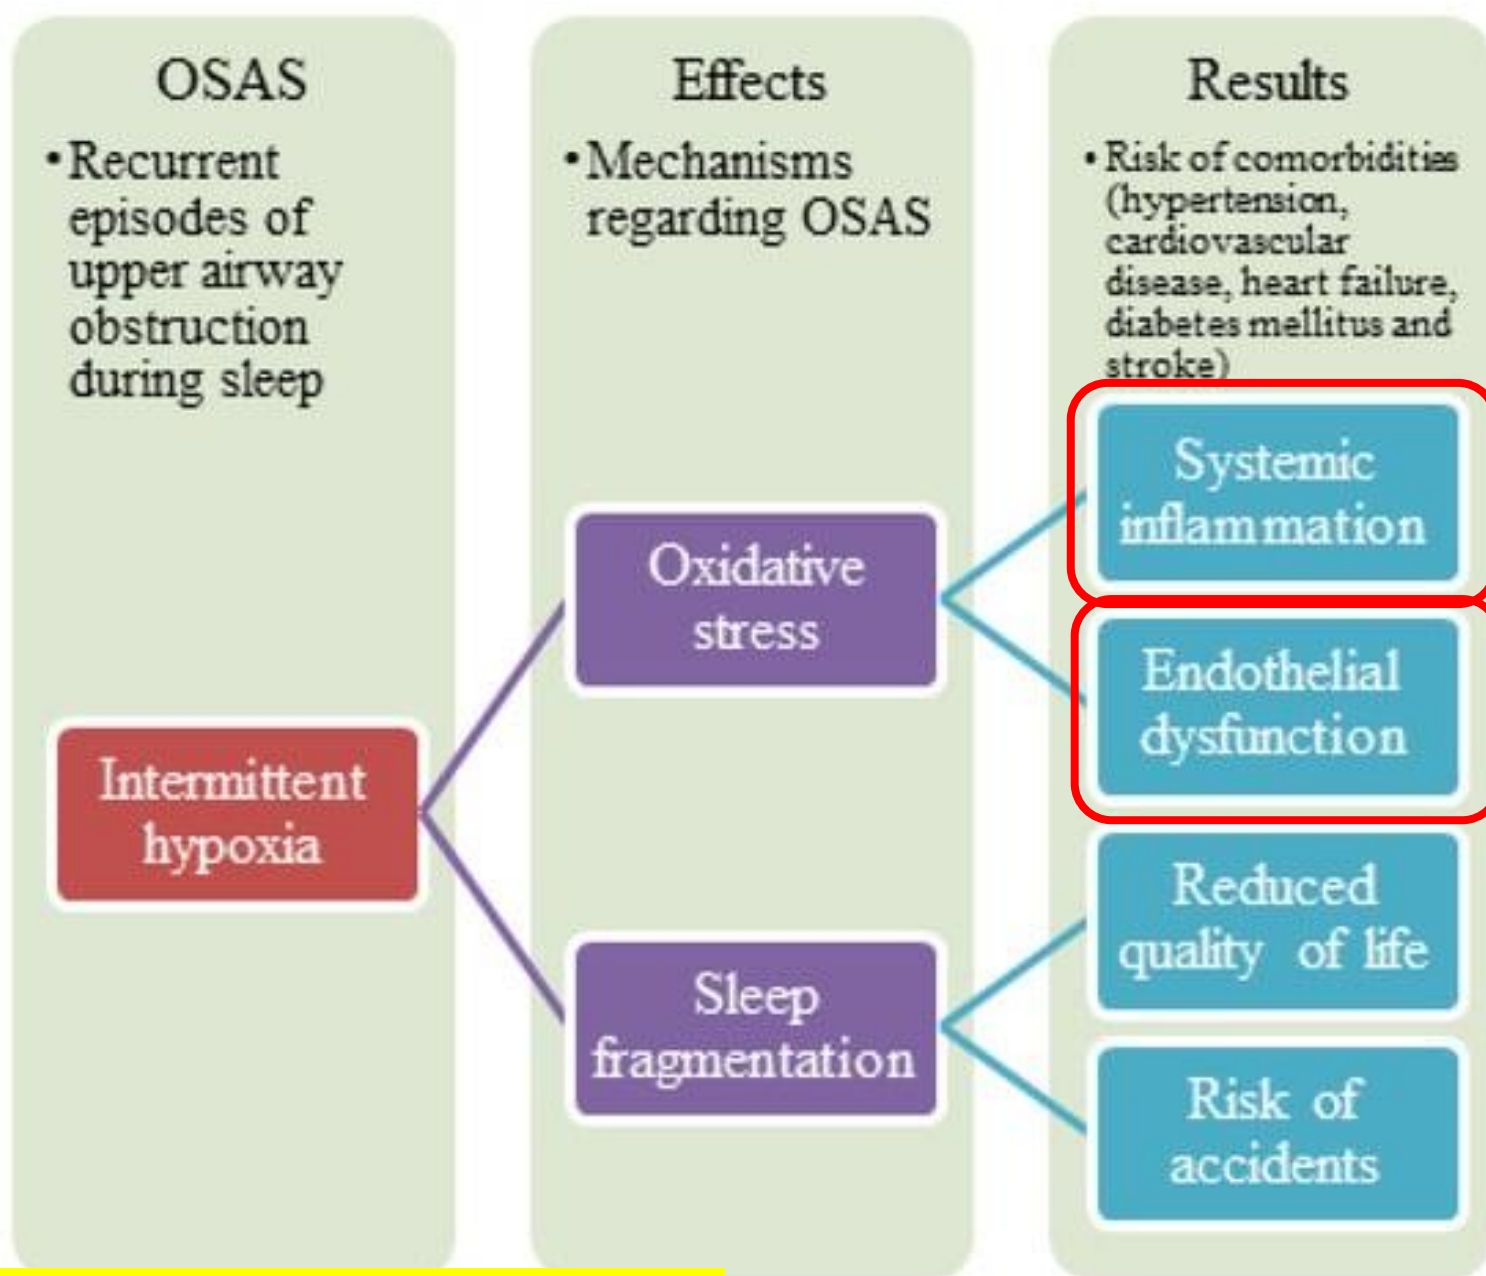 OSAS
• Recurrent
episodes of
upper airway
obstruction
during sleep
Intermittent
hypoxia
Effects
• Mechanisms
regarding OSAS
Oxidative
stress
Sleep
fragmentation
Results
• Risk of comorbidities
(hypertension,
cardiovascular
disease, heart failure,
diabetes mellitus and
stroke)
Systemic
inflammation
Endothelial
dysfunction
Reduced
quality of life
Risk of
accidents